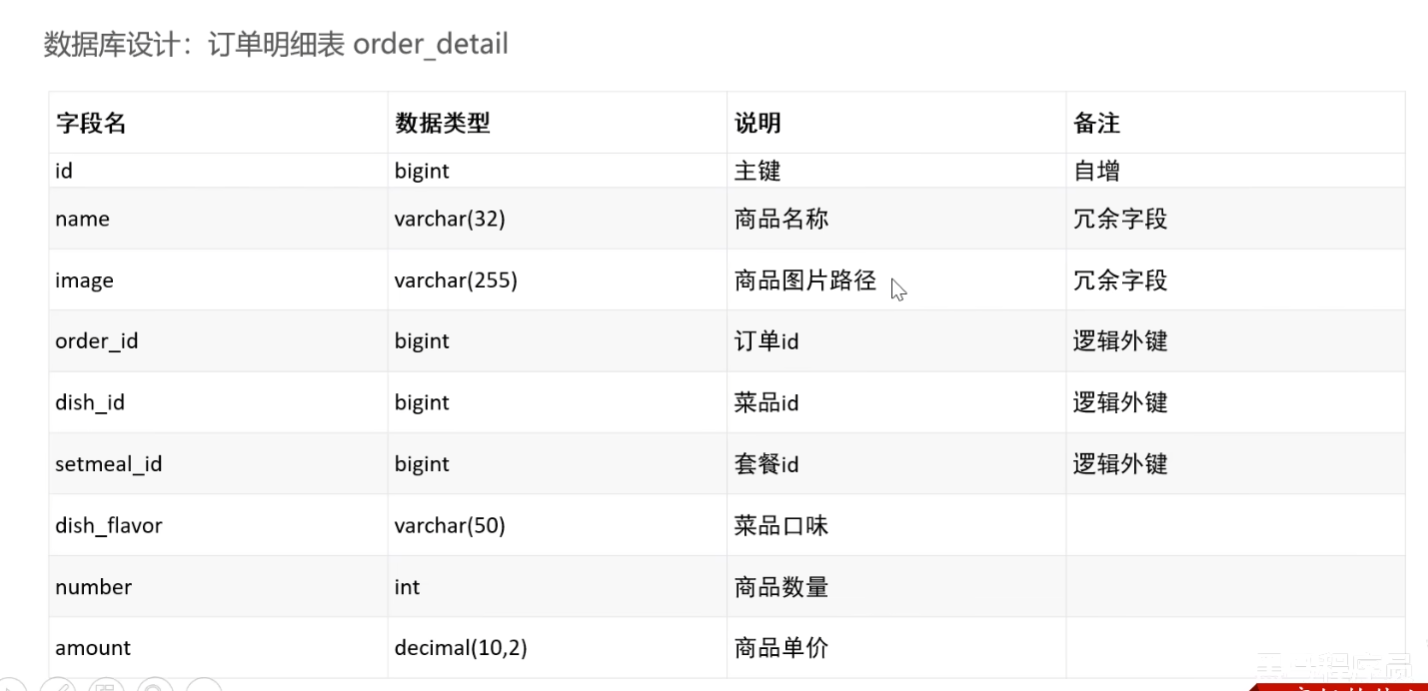 数据库设计：订单明细表 order_detail
字段名 数据类型 说明 备注
id bigint 主键 自增
name varchar(32) 商品名称 冗余字段
image varchar(255) 商品图片路径 冗余字段
order_id bigint 订单id 逻辑外键
dish_id bigint 菜品id 逻辑外键
setmeal_id bigint 套餐id 逻辑外键
dish_flavor varchar(50) 菜品口味
number int 商品数量
amount decimal(10,2) 商品单价